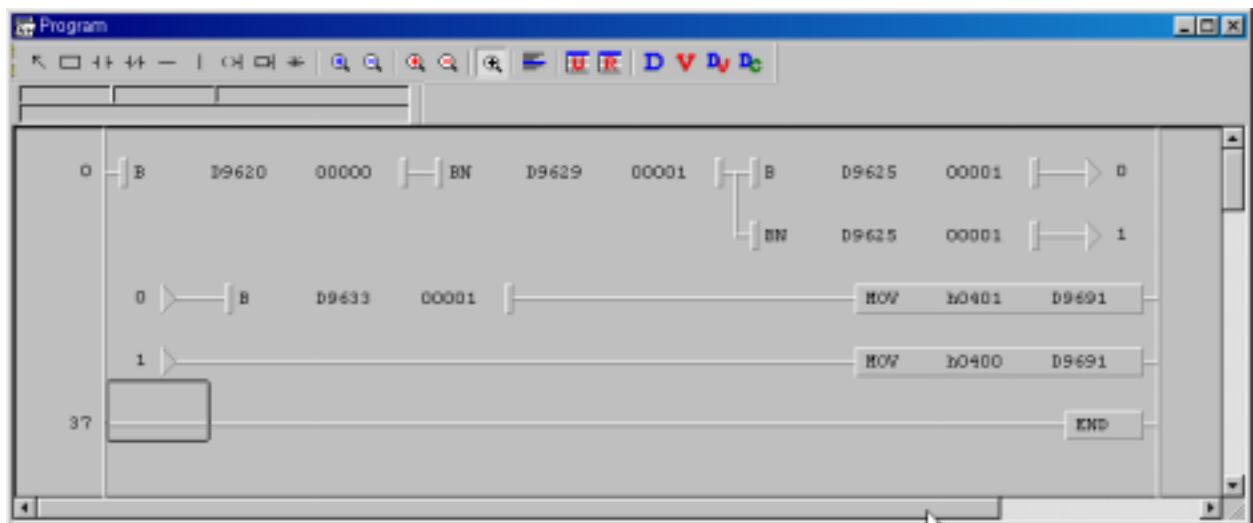 Program
U R D V DU DC
0 B D9620 00000 BN D9629 00001 B D9625 00001 0
BN D9625 00001 1
0 B D9633 00001 MOV h0401 D9691
1 MOV h0400 D9691
37 END